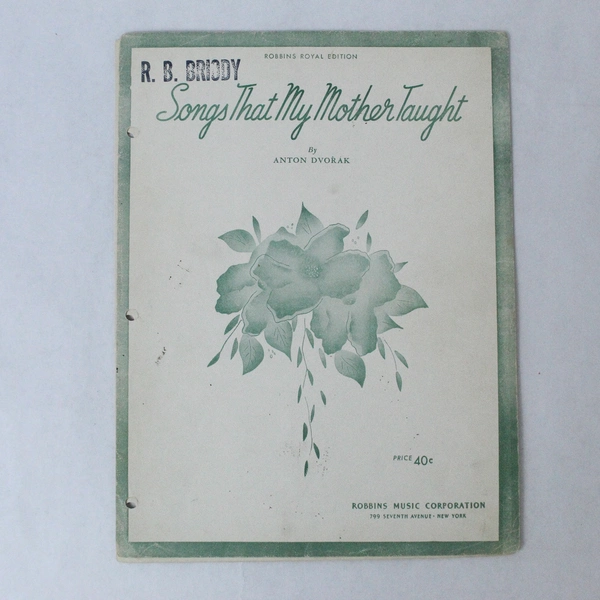 ROBBINS ROYAL EDITION
R. B. BRIODY
Songs That My Mother Taught
By
ANTON DVOŘAK
PRICE 40¢
ROBBINS MUSIC CORPORATION
799 SEVENTH AVENUE · NEW YORK